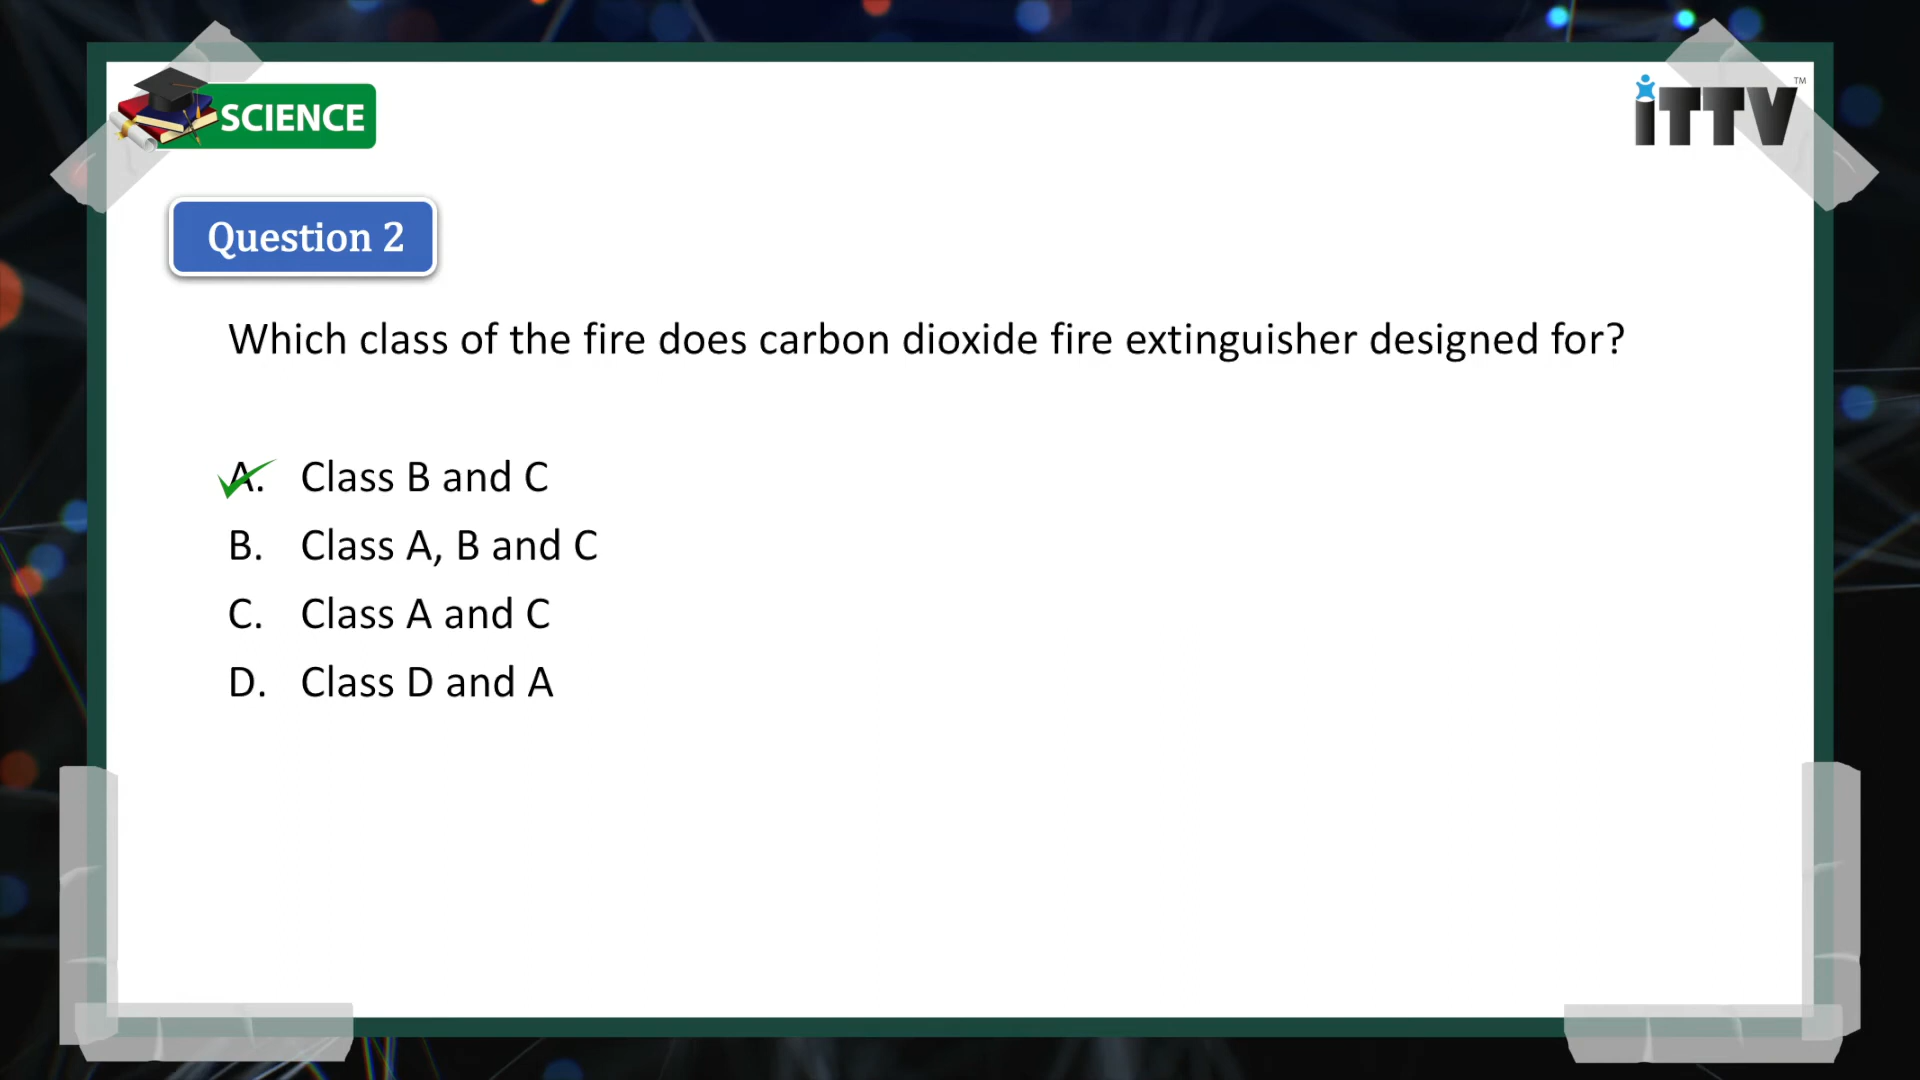 SCIENCE
iTTV™
Question 2
Which class of the fire does carbon dioxide fire extinguisher designed for?
A. Class B and C
B. Class A, B and C
C. Class A and C
D. Class D and A